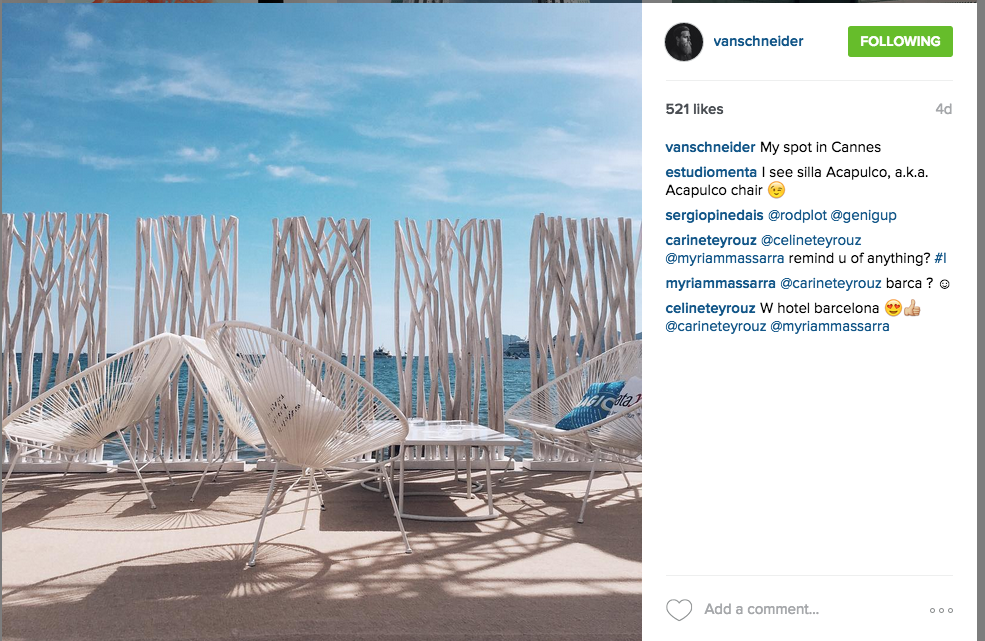 vanschneider
FOLLOWING
521 likes
4d
vanschneider My spot in Cannes
estudiomenta I see silla Acapulco, a.k.a.
Acapulco chair 😉
sergiopinedais @rodplot @genigup
carineteyrouz @celineteyrouz
@myriammassarra remind u of anything? #I
myriammassarra @carineteyrouz barca ? ☺
celineteyrouz W hotel barcelona 😍👍
@carineteyrouz @myriammassarra
Add a comment...